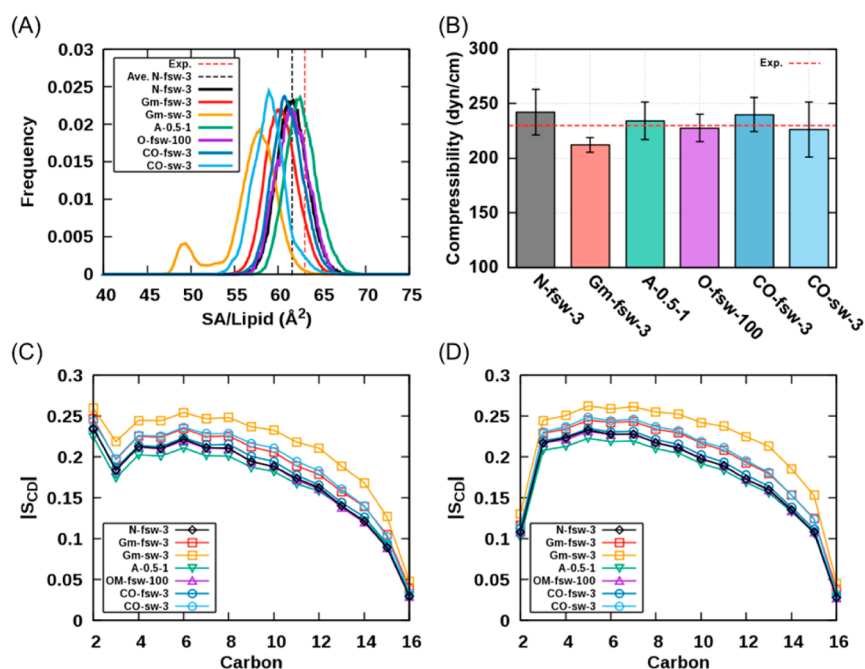 (A)
0.03
0.025
0.02
0.015
0.01
0.005
0
Frequency
Exp.
Ave. N-fsw-3
N-fsw-3
Gm-fsw-3
Gm-sw-3
A-0.5-1
O-fsw-100
CO-fsw-3
CO-sw-3
40 45 50 55 60 65 70 75
SA/Lipid (Å²)
(B)
300
250
200
150
100
Compressibility (dyn/cm)
Exp.
N-fsw-3
Gm-fsw-3
A-0.5-1
O-fsw-100
CO-fsw-3
CO-sw-3
(C)
0.3
0.25
0.2
0.15
0.1
0.05
0
|SCD|
N-fsw-3
Gm-fsw-3
Gm-sw-3
A-0.5-1
OM-fsw-100
CO-fsw-3
CO-sw-3
2 4 6 8 10 12 14 16
Carbon
(D)
0.3
0.25
0.2
0.15
0.1
0.05
0
|SCD|
N-fsw-3
Gm-fsw-3
Gm-sw-3
A-0.5-1
OM-fsw-100
CO-fsw-3
CO-sw-3
2 4 6 8 10 12 14 16
Carbon